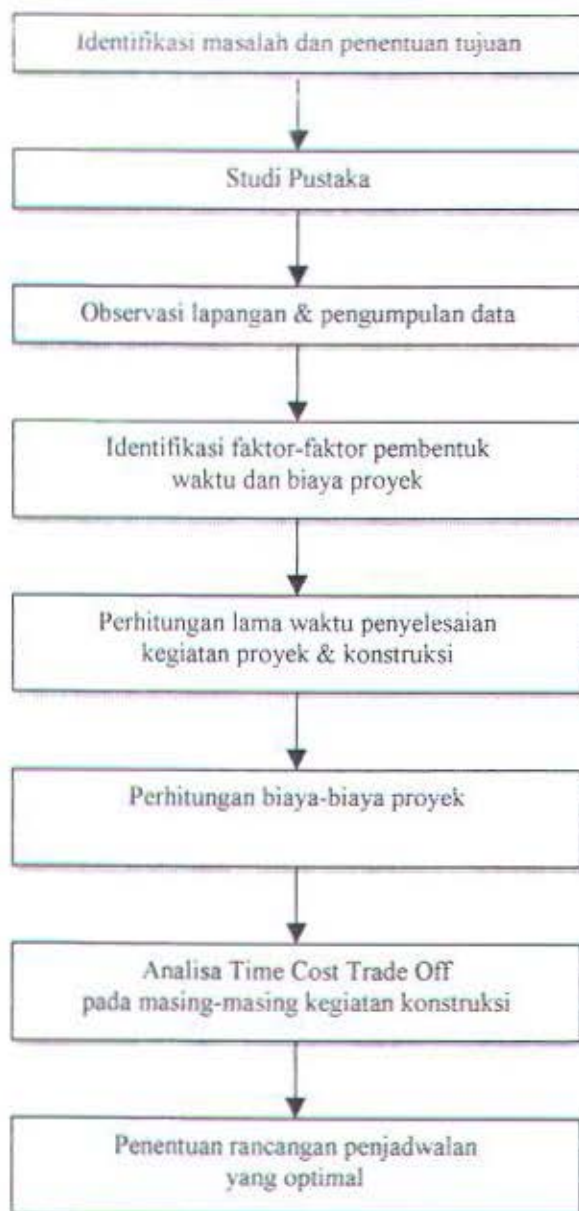 Identifikasi masalah dan penentuan tujuan
Studi Pustaka
Observasi lapangan & pengumpulan data
Identifikasi faktor-faktor pembentuk
waktu dan biaya proyek
Perhitungan lama waktu penyelesaian
kegiatan proyek & konstruksi
Perhitungan biaya-biaya proyek
Analisa Time Cost Trade Off
pada masing-masing kegiatan konstruksi
Penentuan rancangan penjadwalan
yang optimal